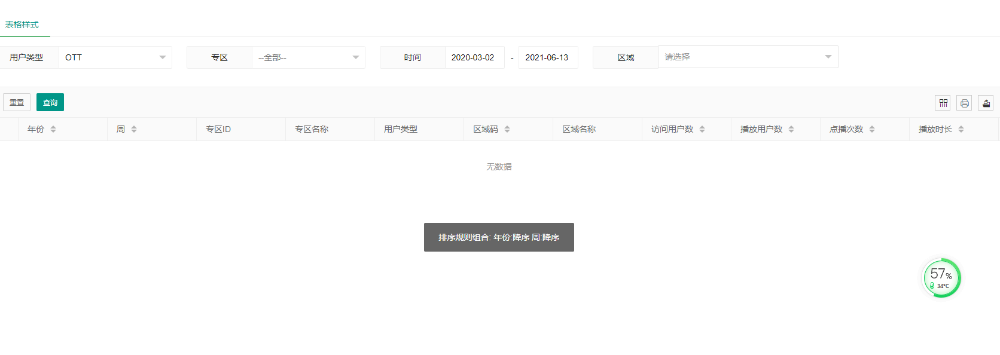 表格样式
用户类型 OTT 专区 --全部-- 时间 2020-03-02 - 2021-06-13 区域 请选择
重置 查询
年份 周 专区ID 专区名称 用户类型 区域码 区域名称 访问用户数 播放用户数 点播次数 播放时长
无数据
排序规则组合: 年份:降序 周:降序
57%
34°C